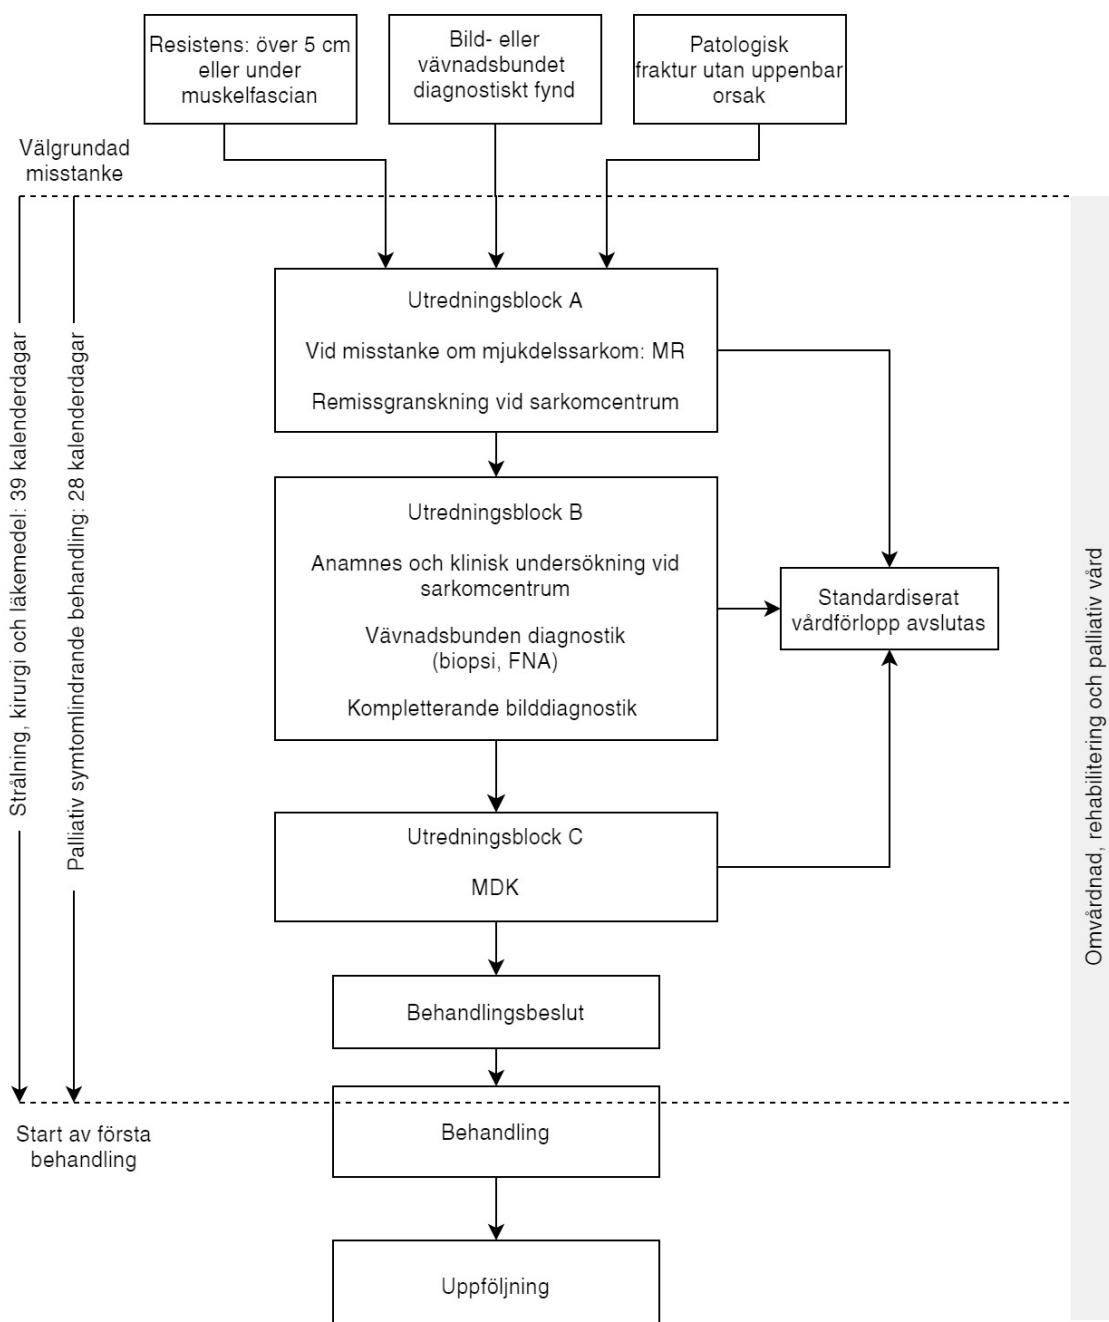 Resistens: över 5 cm
eller under
muskelfascian
Bild- eller
vävnadsbundet
diagnostiskt fynd
Patologisk
fraktur utan uppenbar
orsak
Välgrundad
misstanke
Utredningsblock A
Vid misstanke om mjukdelssarkom: MR
Remissgranskning vid sarkomcentrum
Utredningsblock B
Anamnes och klinisk undersökning vid
sarkomcentrum
Vävnadsbunden diagnostik
(biopsi, FNA)
Kompletterande bilddiagnostik
Standardiserat
vårdförlopp avslutas
Utredningsblock C
MDK
Behandlingsbeslut
Behandling
Uppföljning
Strålning, kirurgi och läkemedel: 39 kalenderdagar
Palliativ symtomlindrande behandling: 28 kalenderdagar
Start av första
behandling
Omvårdnad, rehabilitering och palliativ vård